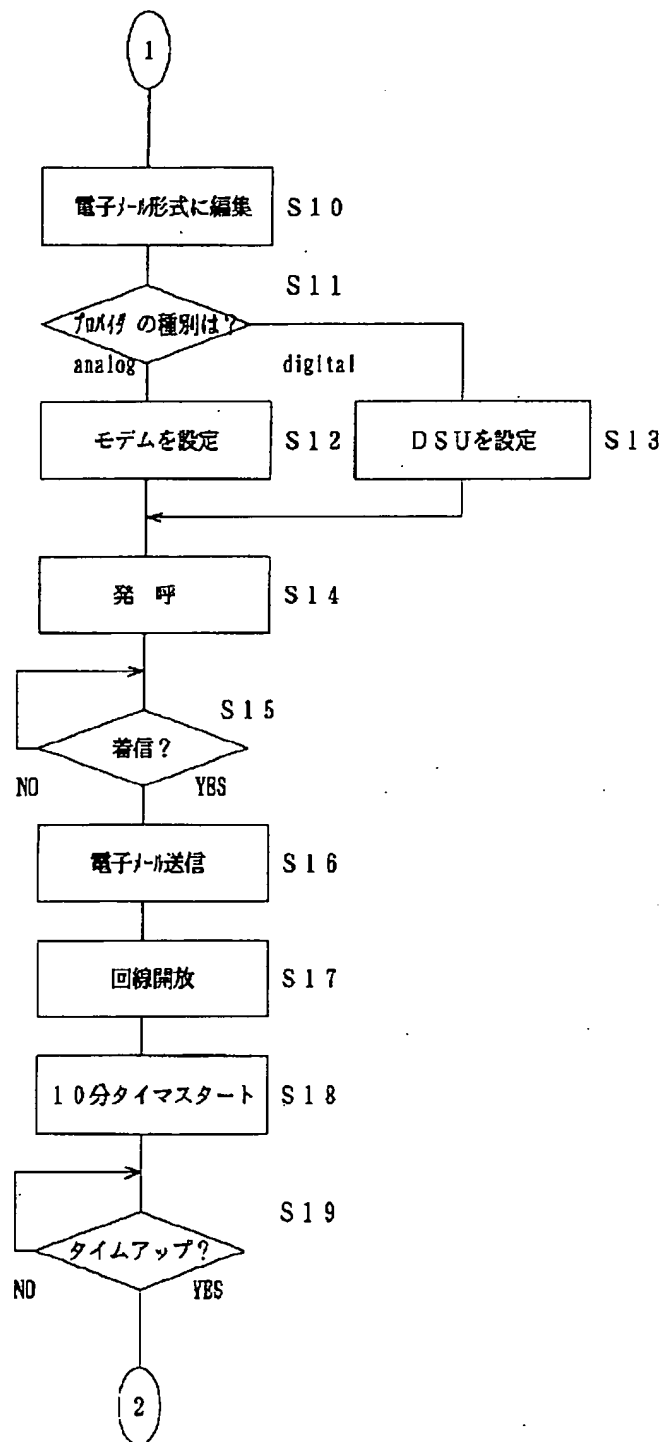 1
電子メール形式に編集 S10
S11
プロバイダの種別は?
analog digital
モデムを設定 S12 DSUを設定 S13
発 呼 S14
S15
着信?
NO YES
電子メール送信 S16
回線開放 S17
10分タイマスタート S18
S19
タイムアップ?
NO YES
2